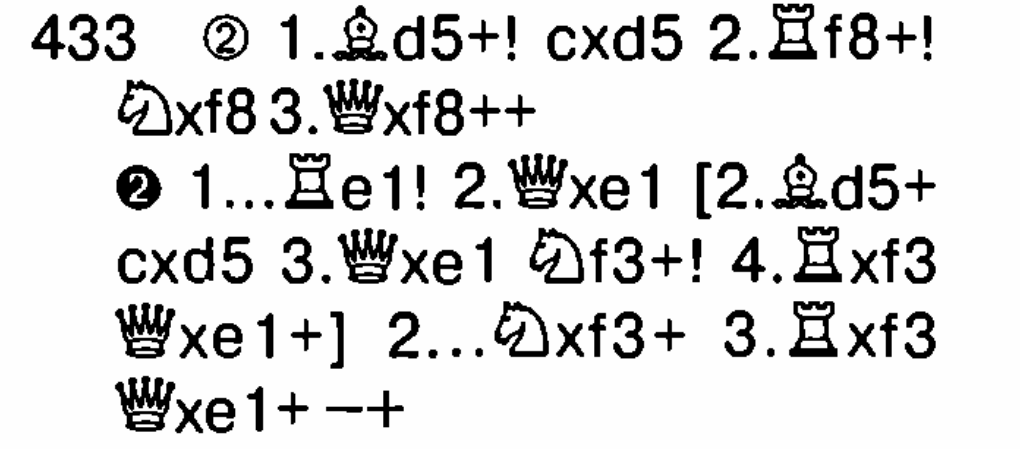 433 ② 1.♗d5+! cxd5 2.♖f8+!
♘xf8 3.♕xf8++
❷ 1...♖e1! 2.♕xe1 [2.♗d5+
cxd5 3.♕xe1 ♘f3+! 4.♖xf3
♕xe1+] 2...♘xf3+ 3.♖xf3
♕xe1+ –+